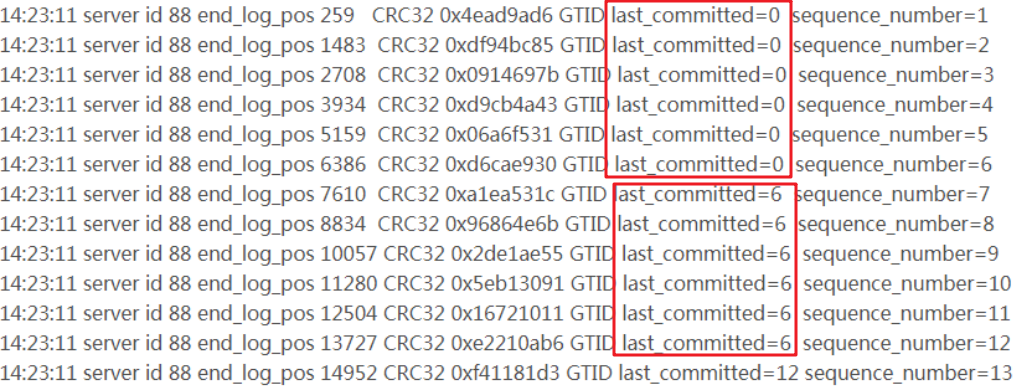 14:23:11 server id 88 end_log_pos 259 CRC32 0x4ead9ad6 GTID last_committed=0 sequence_number=1
14:23:11 server id 88 end_log_pos 1483 CRC32 0xdf94bc85 GTID last_committed=0 sequence_number=2
14:23:11 server id 88 end_log_pos 2708 CRC32 0x0914697b GTID last_committed=0 sequence_number=3
14:23:11 server id 88 end_log_pos 3934 CRC32 0xd9cb4a43 GTID last_committed=0 sequence_number=4
14:23:11 server id 88 end_log_pos 5159 CRC32 0x06a6f531 GTID last_committed=0 sequence_number=5
14:23:11 server id 88 end_log_pos 6386 CRC32 0xd6cae930 GTID last_committed=0 sequence_number=6
14:23:11 server id 88 end_log_pos 7610 CRC32 0xa1ea531c GTID last_committed=6 sequence_number=7
14:23:11 server id 88 end_log_pos 8834 CRC32 0x96864e6b GTID last_committed=6 sequence_number=8
14:23:11 server id 88 end_log_pos 10057 CRC32 0x2de1ae55 GTID last_committed=6 sequence_number=9
14:23:11 server id 88 end_log_pos 11280 CRC32 0x5eb13091 GTID last_committed=6 sequence_number=10
14:23:11 server id 88 end_log_pos 12504 CRC32 0x16721011 GTID last_committed=6 sequence_number=11
14:23:11 server id 88 end_log_pos 13727 CRC32 0xe2210ab6 GTID last_committed=6 sequence_number=12
14:23:11 server id 88 end_log_pos 14952 CRC32 0xf41181d3 GTID last_committed=12 sequence_number=13